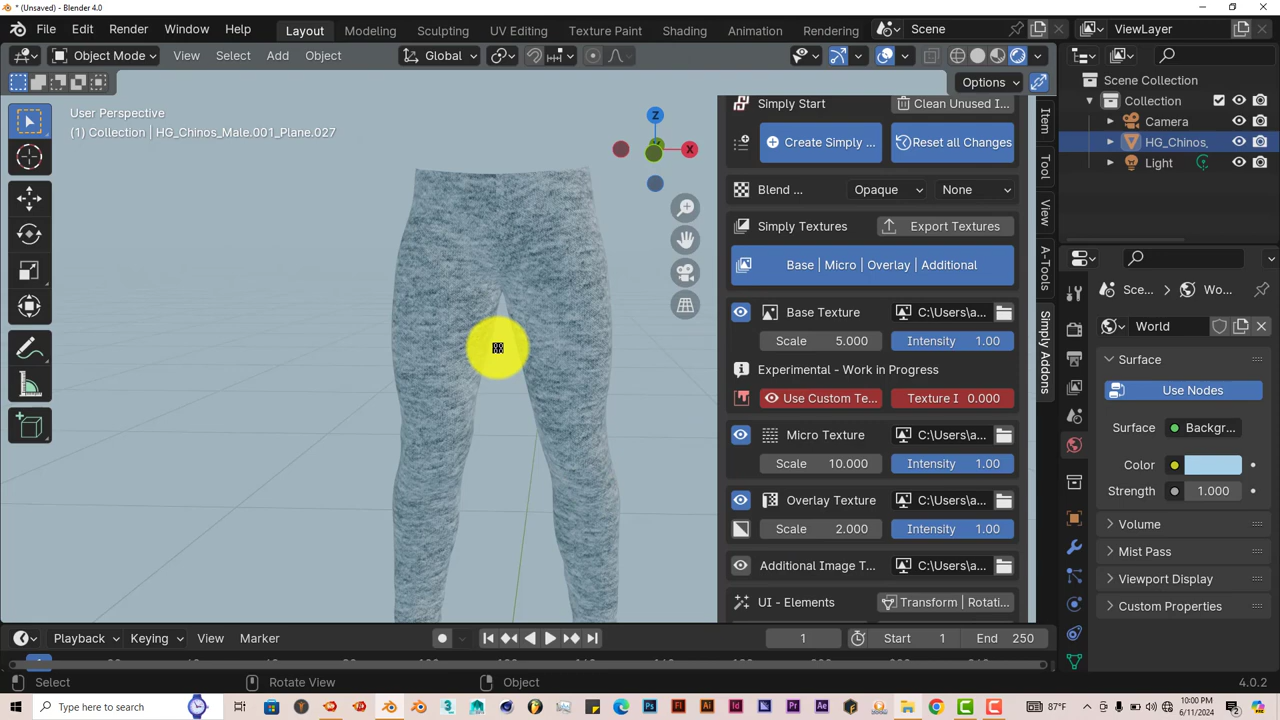 * (Unsaved) - Blender 4.0
File Edit Render Window Help Layout Modeling Sculpting UV Editing Texture Paint Shading Animation Rendering Scene ViewLayer
Object Mode View Select Add Object Global
Options
User Perspective
(1) Collection | HG_Chinos_Male.001_Plane.027
Z
X
Simply Start Clean Unused I...
Create Simply ... Reset all Changes
Blend ... Opaque None
Simply Textures Export Textures
Base | Micro | Overlay | Additional
Base Texture C:\Users\a...
Scale 5.000 Intensity 1.00
Experimental - Work in Progress
Use Custom Te... Texture I 0.000
Micro Texture C:\Users\a...
Scale 10.000 Intensity 1.00
Overlay Texture C:\Users\a...
Scale 2.000 Intensity 1.00
Additional Image T... C:\Users\a...
UI - Elements Transform | Rotati...
Item
Tool
View
A-Tools
Simply Addons
Scene Collection
Collection
Camera
HG_Chinos,
Light
Sce... Wo...
World
Surface
Use Nodes
Surface Backgr...
Color
Strength 1.000
Volume
Mist Pass
Viewport Display
Custom Properties
Playback Keying View Marker 1 Start 1 End 250
Select Rotate View Object 4.0.2
Type here to search 87°F 10:00 PM
6/11/2024